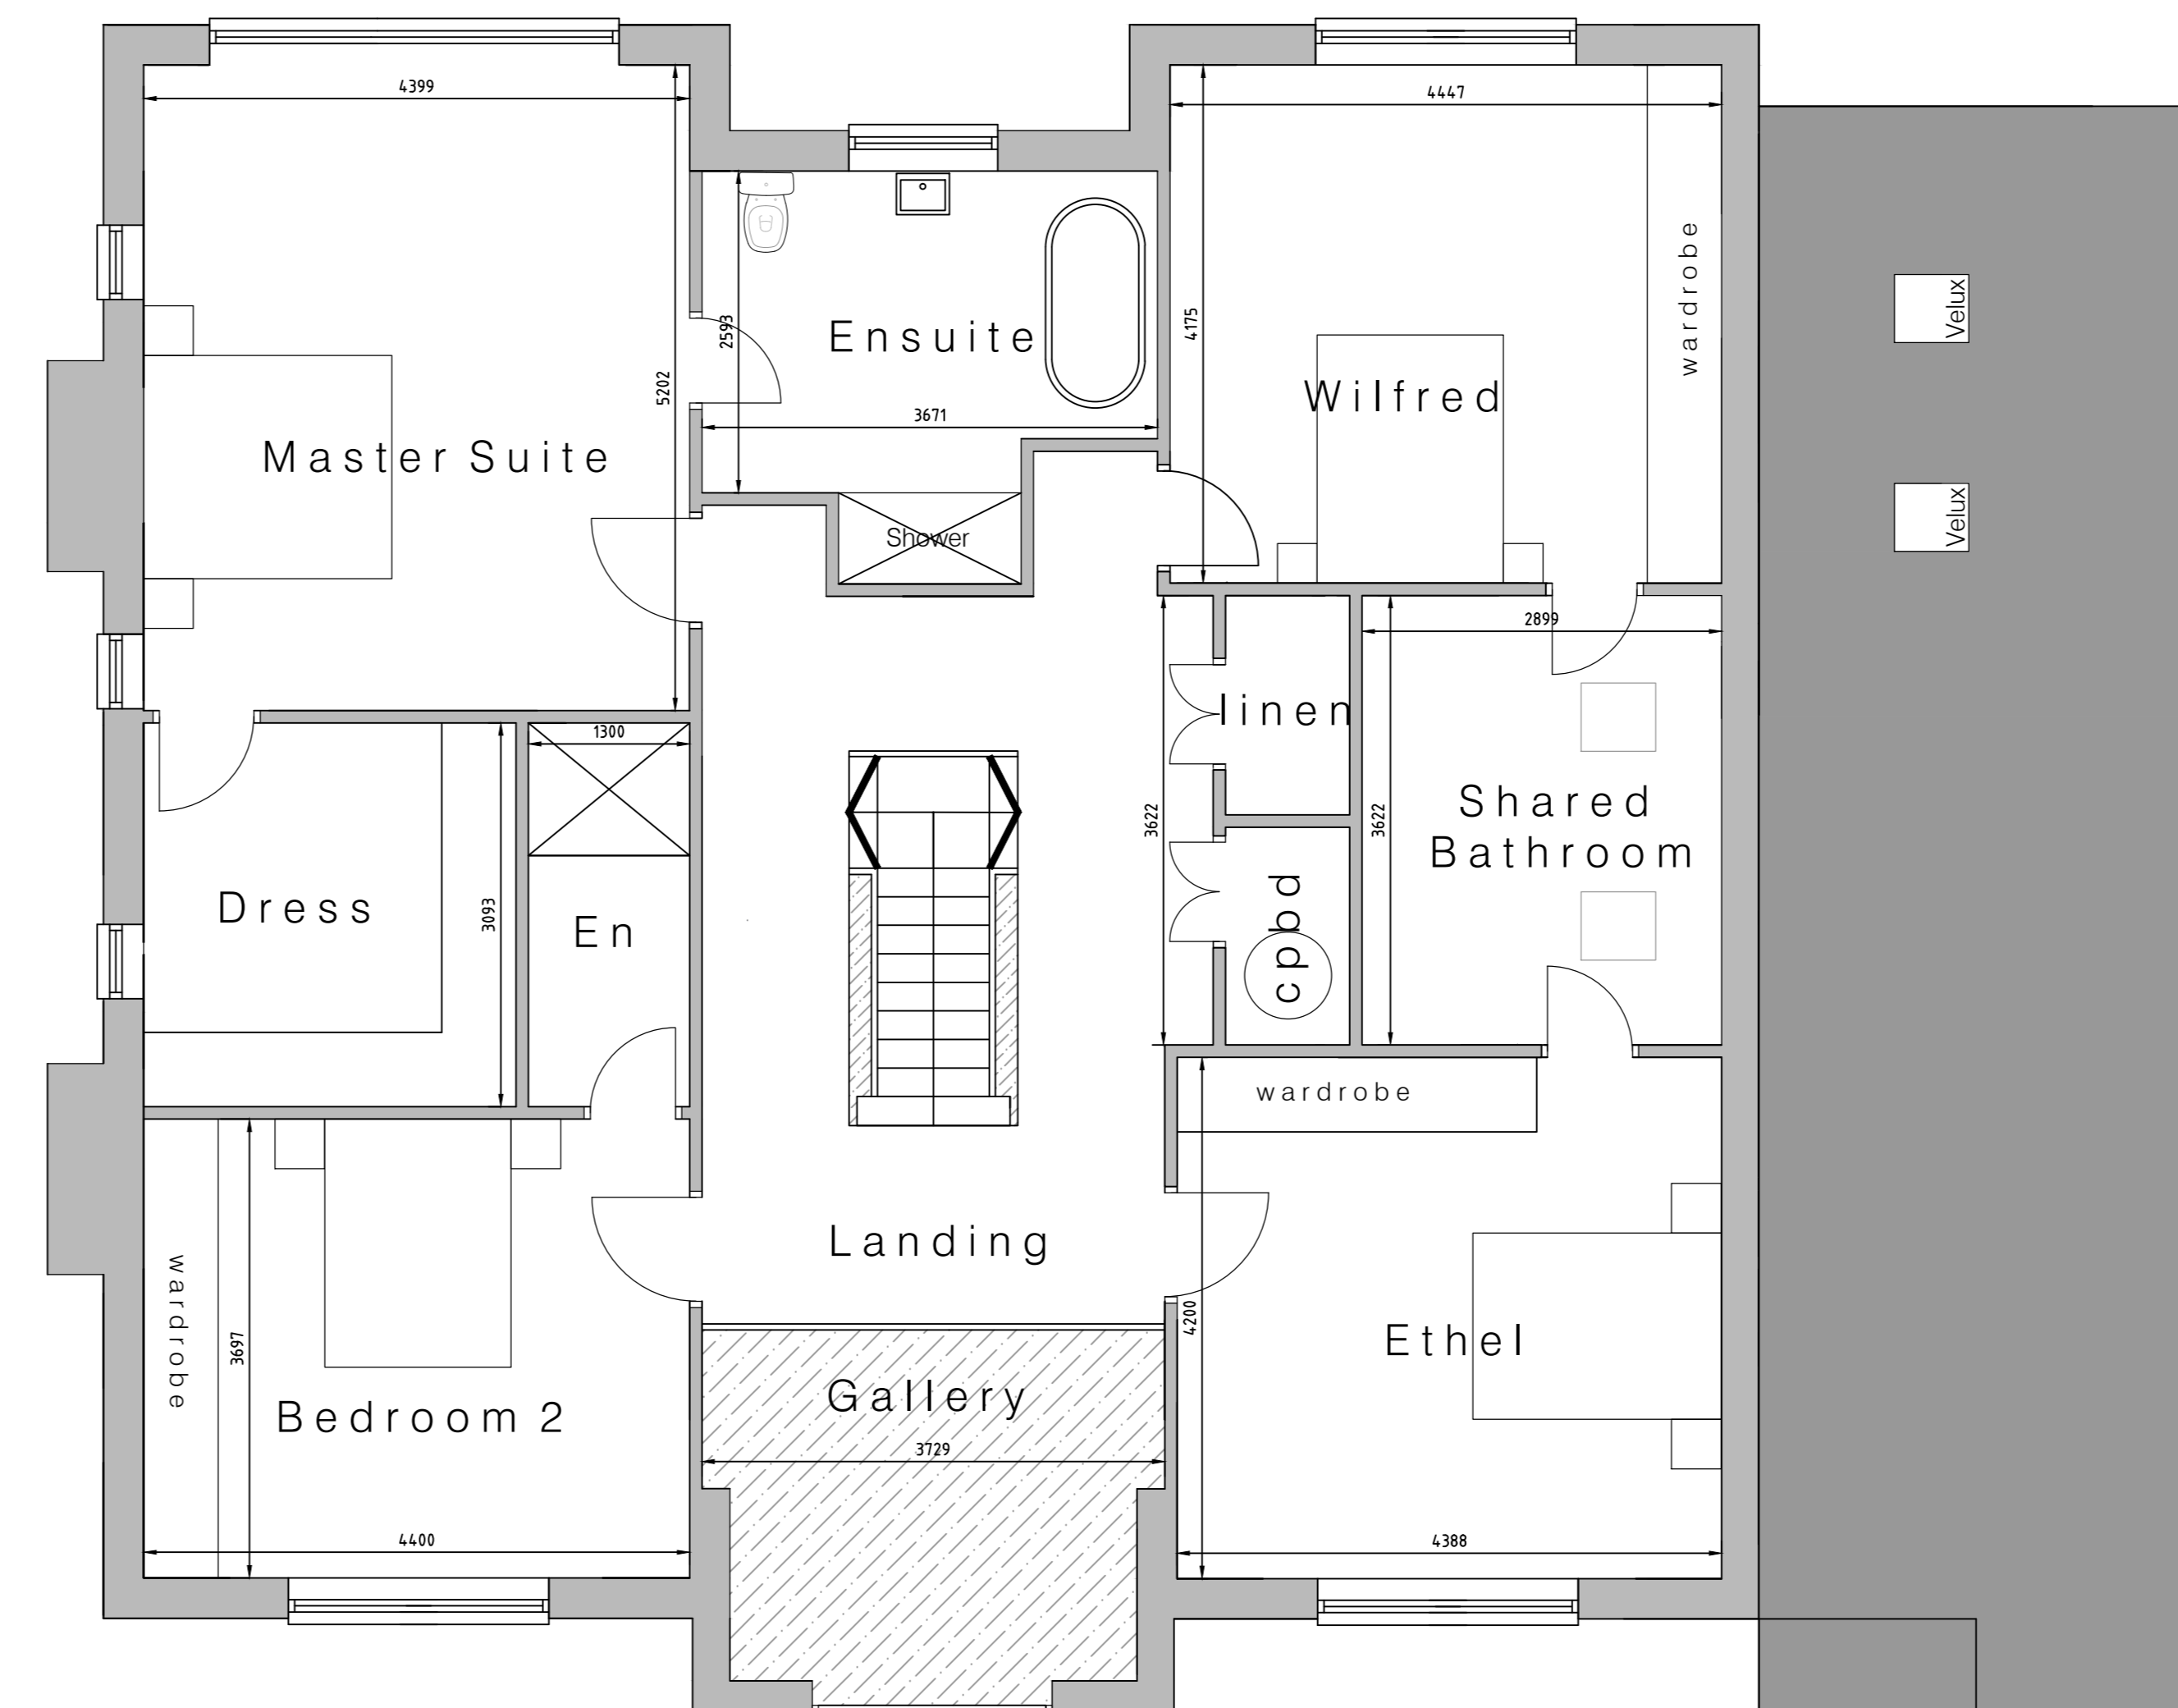 4399
4447
wardrobe
Velux
2593
Ensuite
4175
5202
Wilfred
3671
Master Suite
Velux
Shower
2899
linen
1300
Shared
Bathroom
3622
3622
cpbd
Dress
3093
En
wardrobe
Landing
wardrobe
4200
Ethel
3697
Gallery
Bedroom 2
3729
4400
4388